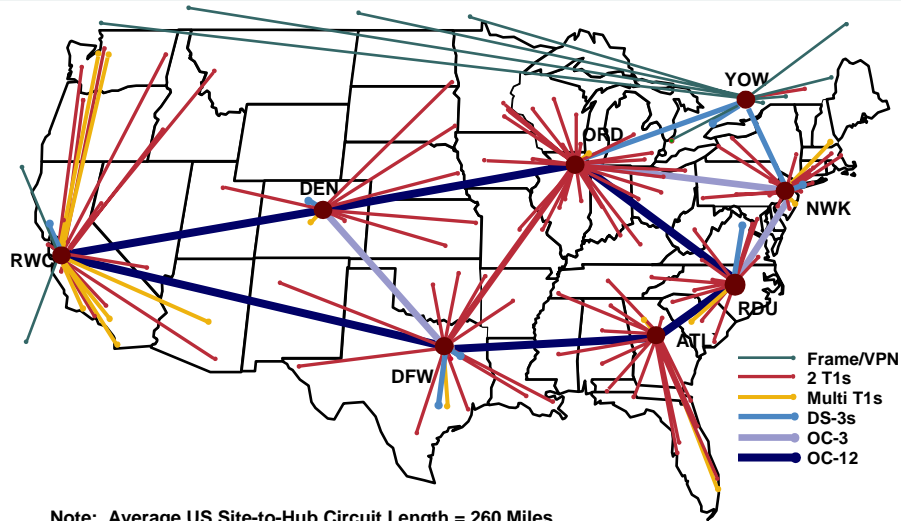 YOW
ORD
DEN
NWK
RWC
RDU
ATL
DFW
Frame/VPN
2 T1s
Multi T1s
DS-3s
OC-3
OC-12
Note: Average US Site-to-Hub Circuit Length = 260 Miles